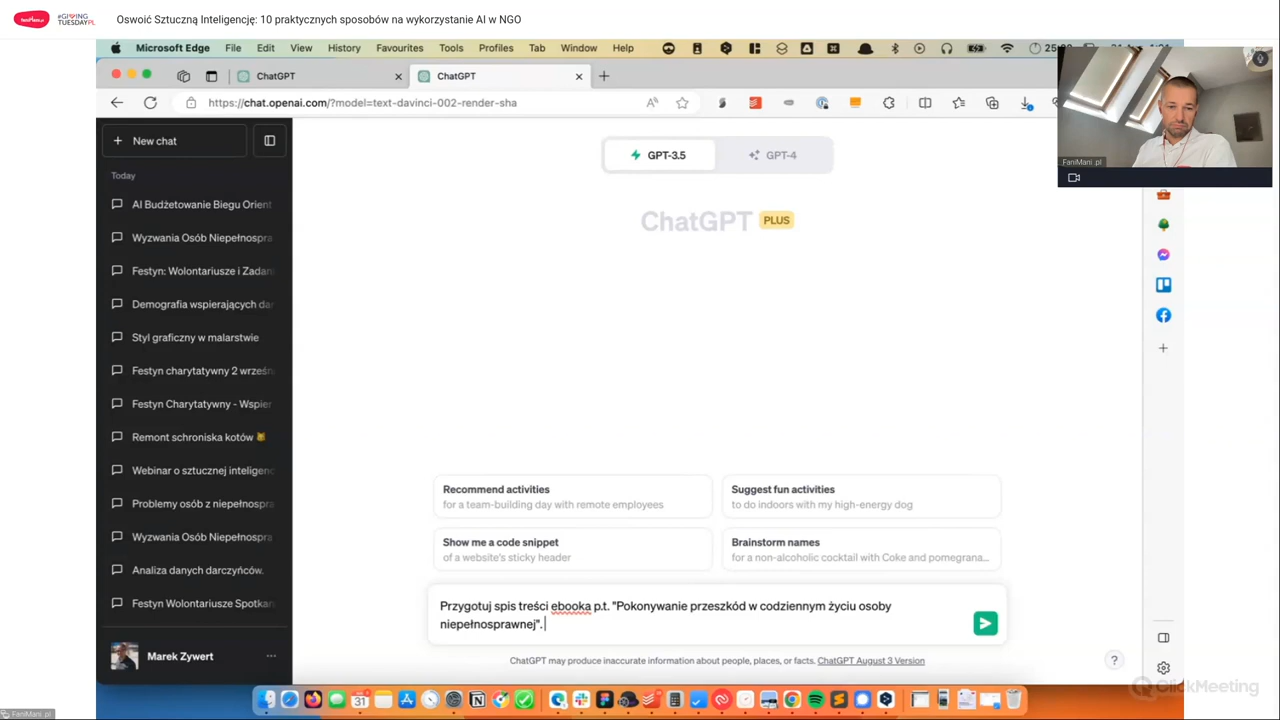 FaniMani.pl
#GIVING
TUESDAYPL
Oswoić Sztuczną Inteligencję: 10 praktycznych sposobów na wykorzystanie AI w NGO
Microsoft Edge File Edit View History Favourites Tools Profiles Tab Window Help
ChatGPT
ChatGPT
https://chat.openai.com/?model=text-davinci-002-render-sha
FaniMani .pl
New chat
GPT-3.5
GPT-4
Today
ChatGPT PLUS
AI Budżetowanie Biegu Orient
Wyzwania Osób Niepełnospra
Festyn: Wolontariusze i Zadan
Demografia wspierających dar
Styl graficzny w malarstwie
Festyn charytatywny 2 wrześn
Festyn Charytatywny - Wspier
Remont schroniska kotów
Webinar o sztucznej inteligenc
Problemy osób z niepełnospra
Wyzwania Osób Niepełnospra
Analiza danych darczyńców.
Festyn Wolontariusze Spotkan
Marek Zywert
Recommend activities
for a team-building day with remote employees
Suggest fun activities
to do indoors with my high-energy dog
Show me a code snippet
of a website's sticky header
Brainstorm names
for a non-alcoholic cocktail with Coke and pomegrana...
Przygotuj spis treści ebooka p.t. "Pokonywanie przeszkód w codziennym życiu osoby
niepełnosprawnej".
ChatGPT may produce inaccurate information about people, places, or facts. ChatGPT August 3 Version
?
ClickMeeting
FaniMani .pl